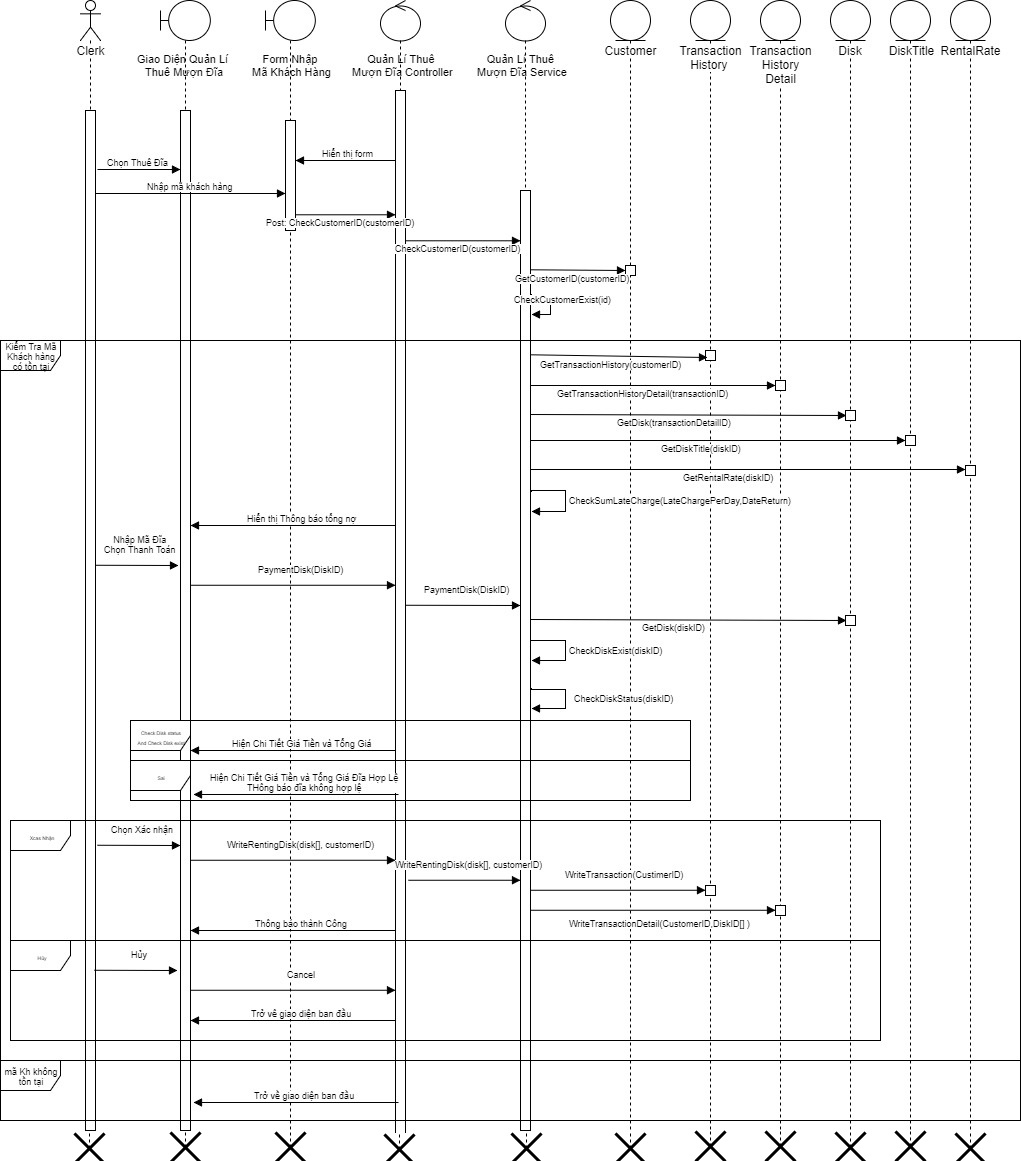 Clerk
Giao Diện Quản Lí
Thuê Mượn Đĩa
Form Nhập
Mã Khách Hàng
Quản Lí Thuê
Mượn Đĩa Controller
Quản Lí Thuê
Mượn Đĩa Service
Customer
Transaction
History
Transaction
History
Detail
Disk
DiskTitle
RentalRate
Hiển thị form
Chọn Thuê Đĩa
Nhập mã khách hàng
Post: CheckCustomerID(customerID)
CheckCustomerID(customerID)
GetCustomerID(customerID)
CheckCustomerExist(id)
Kiểm Tra Mã
Khách hàng
có tồn tại
GetTransactionHistory(customerID)
GetTransactionHistoryDetail(transactionID)
GetDisk(transactionDetailID)
GetDiskTitle(diskID)
GetRentalRate(diskID)
CheckSumLateCharge(LateChargePerDay,DateReturn)
Hiển thị Thông báo tổng nợ
Nhập Mã Đĩa
Chọn Thanh Toán
PaymentDisk(DiskID)
PaymentDisk(DiskID)
GetDisk(diskID)
CheckDiskExist(diskID)
CheckDiskStatus(diskID)
Check Disk status
And Check Disk exist
Hiện Chi Tiết Giá Tiền và Tổng Giá
Sai
Hiện Chi Tiết Giá Tiền và Tổng Giá Đĩa Hợp Lệ
THông báo đĩa không hợp lệ
Xcas Nhận
Chọn Xác nhận
WriteRentingDisk(disk[], customerID)
WriteRentingDisk(disk[], customerID)
WriteTransaction(CustimerID)
WriteTransactionDetail(CustomerID,DiskID[] )
Thông báo thành Công
Hủy
Hủy
Cancel
Trở về giao diện ban đầu
mã Kh không
tồn tại
Trở về giao diện ban đầu